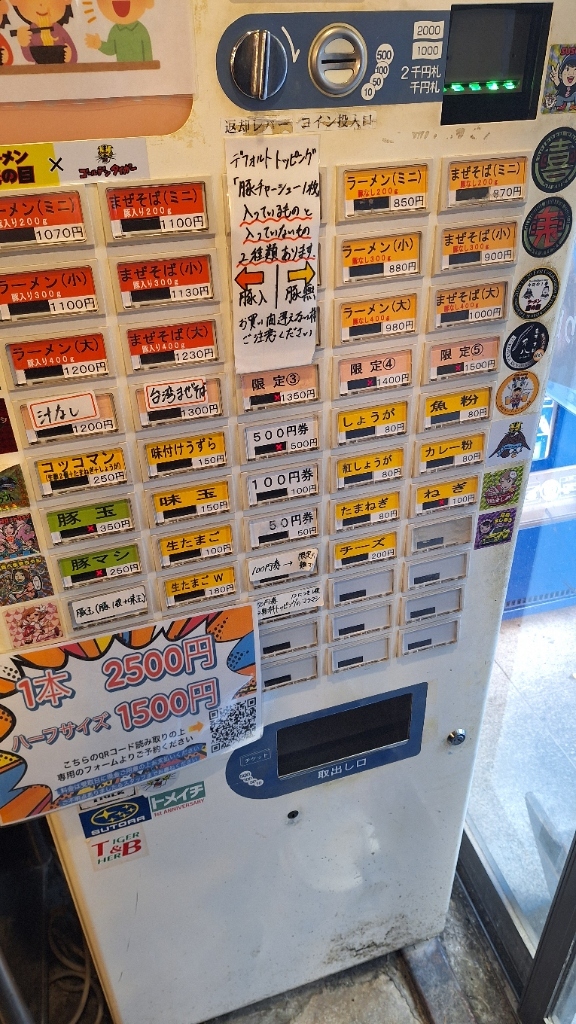 2000
1000
2千円札
千円札
500
100
50
10
返却レバー コイン投入口
ーメン
の目
×
デフォルトトッピング
「豚チャーシュー1枚」
入っているものと
入っていないもの
2種類あります
豚入
豚無
お買い間違えない様
ご注意ください
ラーメン(ミニ)
豚入り200g
1070円
まぜそば(ミニ)
豚入り200g
1100円
ラーメン(ミニ)
豚なし200g
850円
まぜそば(ミニ)
豚なし200g
870円
ラーメン(小)
豚入り300g
1100円
まぜそば(小)
豚入り300g
1130円
ラーメン(小)
豚なし300g
880円
まぜそば(小)
豚なし300g
900円
ラーメン(大)
豚入り400g
1200円
まぜそば(大)
豚入り400g
1230円
ラーメン(大)
豚なし400g
980円
まぜそば(大)
豚なし400g
1000円
汁なし
1200円
台湾まぜそば
1300円
限定③
1350円
限定④
1400円
限定⑤
1500円
コッコマン
250円
味付けうずら
150円
500円券
500円
しょうが
80円
魚粉
80円
豚玉
350円
味玉
150円
100円券
100円
紅しょうが
80円
カレー粉
80円
豚マシ
250円
生たまご
100円
50円券
50円
たまねぎ
80円
ねぎ
100円
生たまごW
180円
100円券→
チーズ
200円
1本 2500円
ハーフサイズ 1500円
こちらのQRコード読み取りの上
専用のフォームよりご予約ください
チケット
取出し口
SUTORA
トメイチ
1st ANNIVERSARY
TIGER
T&B
HERB
喜